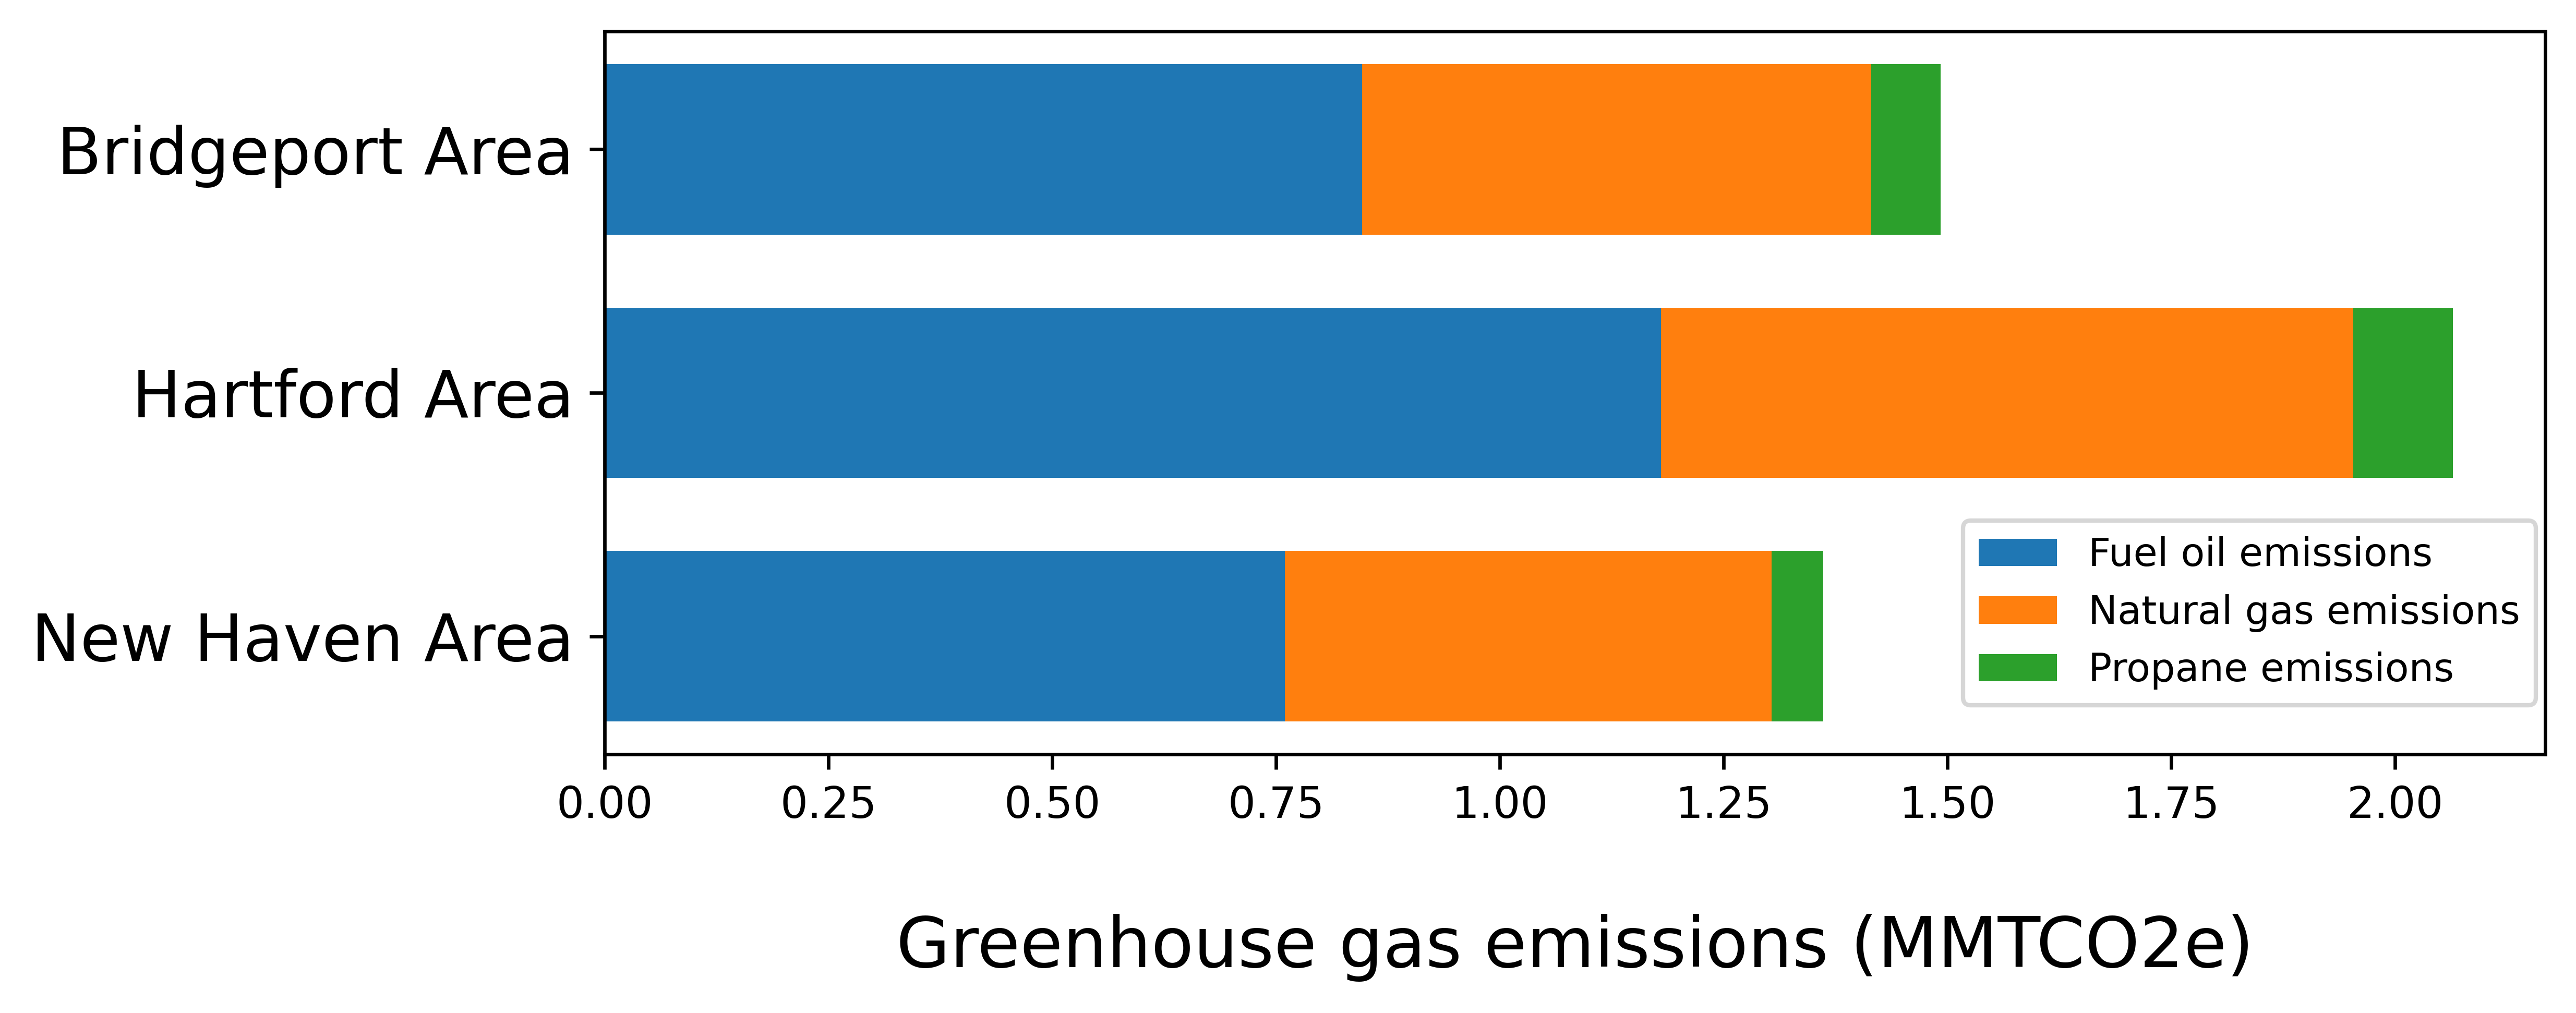 Bridgeport Area
Hartford Area
New Haven Area
Fuel oil emissions
Natural gas emissions
Propane emissions
0.00 0.25 0.50 0.75 1.00 1.25 1.50 1.75 2.00
Greenhouse gas emissions (MMTCO2e)